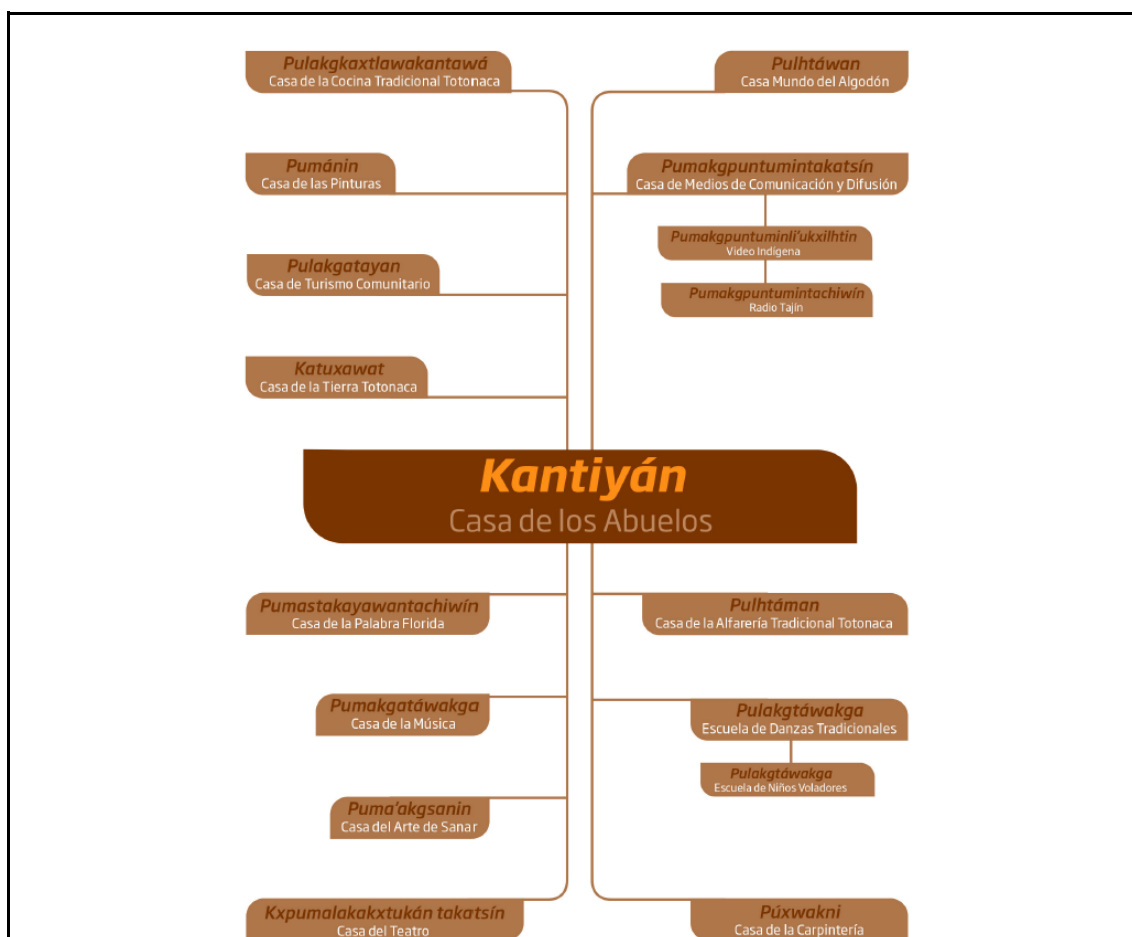 Pulakgkaxtlawakantawá
Casa de la Cocina Tradicional Totonaca
Pulhtáwan
Casa Mundo del Algodón
Pumánin
Casa de las Pinturas
Pumakgpuntumintakatsín
Casa de Medios de Comunicación y Difusión
Pumakgpuntuminli'ukxilhtin
Video Indígena
Pulakgatayan
Casa de Turismo Comunitario
Pumakgpuntumintachiwín
Radio Tajín
Katuxawat
Casa de la Tierra Totonaca
Kantiyán
Casa de los Abuelos
Pumastakayawantachiwín
Casa de la Palabra Florida
Pulhtáman
Casa de la Alfarería Tradicional Totonaca
Pumakgatáwakga
Casa de la Música
Pulakgtáwakga
Escuela de Danzas Tradicionales
Pulakgtáwakga
Escuela de Niños Voladores
Puma'akgsanin
Casa del Arte de Sanar
Kxpumalakakxtukán takatsín
Casa del Teatro
Púxwakni
Casa de la Carpintería